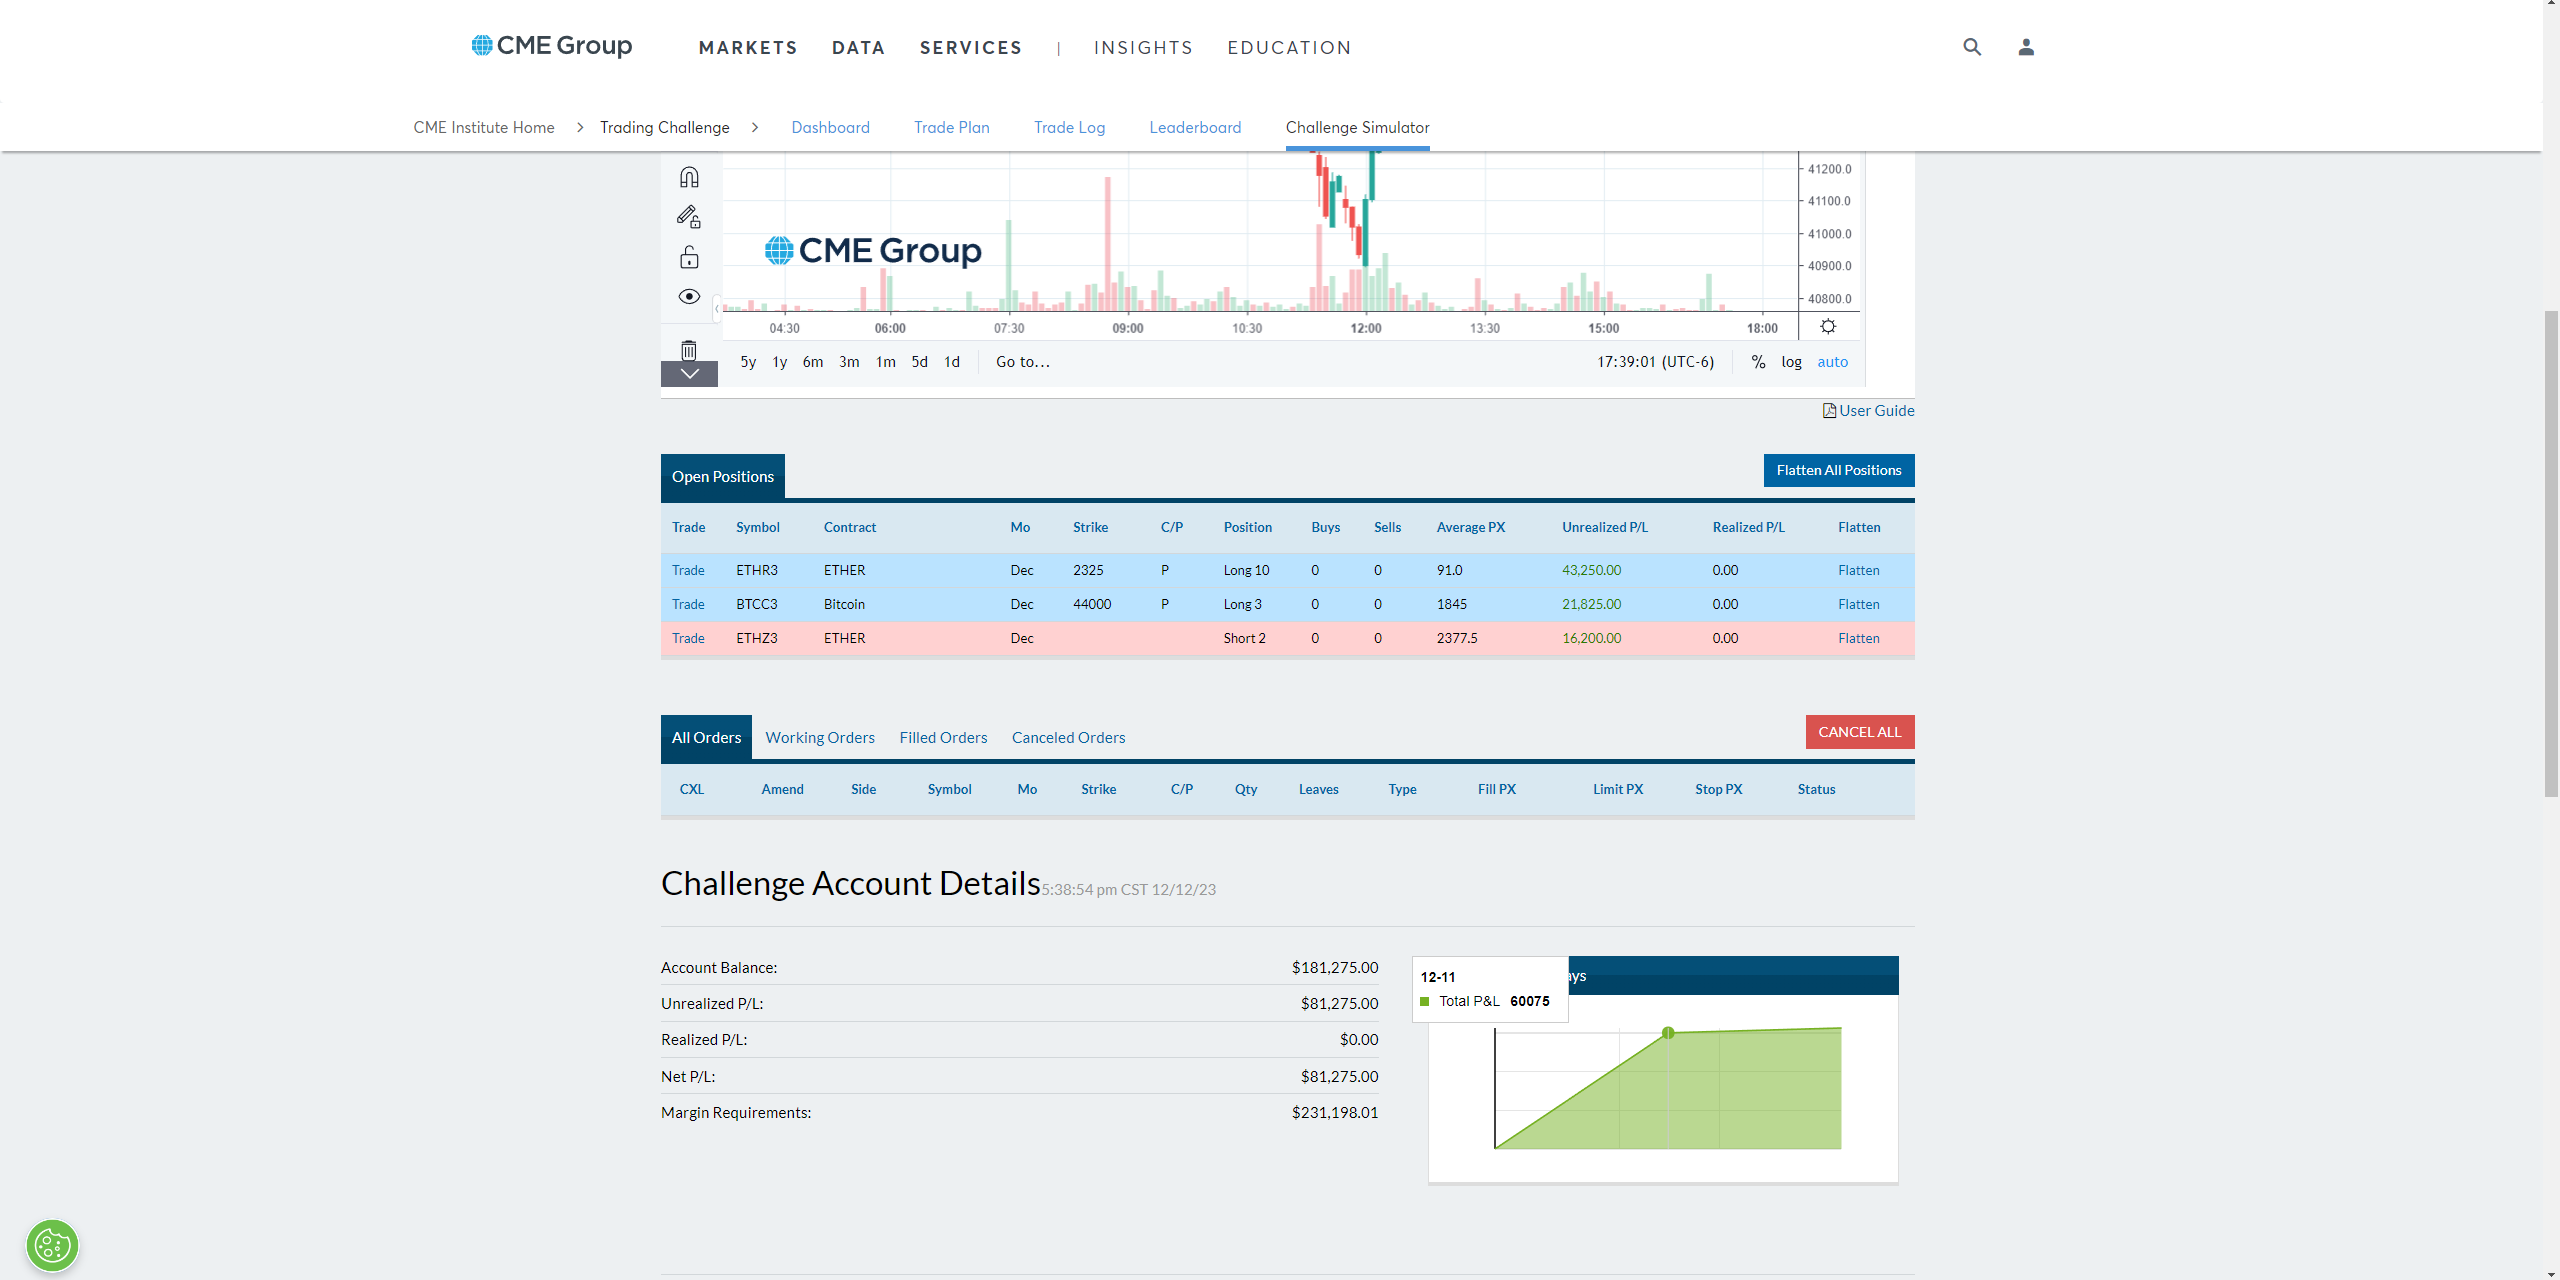 CME Group MARKETS DATA SERVICES | INSIGHTS EDUCATION
CME Institute Home > Trading Challenge > Dashboard Trade Plan Trade Log Leaderboard Challenge Simulator
41200.0
41100.0
41000.0
40900.0
40800.0
CME Group
04:30 06:00 07:30 09:00 10:30 12:00 13:30 15:00 18:00
5y 1y 6m 3m 1m 5d 1d Go to... 17:39:01 (UTC-6) % log auto
User Guide
Open Positions Flatten All Positions
Trade Symbol Contract Mo Strike C/P Position Buys Sells Average PX Unrealized P/L Realized P/L Flatten
Trade ETHR3 ETHER Dec 2325 P Long 10 0 0 91.0 43,250.00 0.00 Flatten
Trade BTCC3 Bitcoin Dec 44000 P Long 3 0 0 1845 21,825.00 0.00 Flatten
Trade ETHZ3 ETHER Dec Short 2 0 0 2377.5 16,200.00 0.00 Flatten
All Orders Working Orders Filled Orders Canceled Orders CANCEL ALL
CXL Amend Side Symbol Mo Strike C/P Qty Leaves Type Fill PX Limit PX Stop PX Status
Challenge Account Details 5:38:54 pm CST 12/12/23
Account Balance: $181,275.00
Unrealized P/L: $81,275.00
Realized P/L: $0.00
Net P/L: $81,275.00
Margin Requirements: $231,198.01
12-11
Total P&L 60075